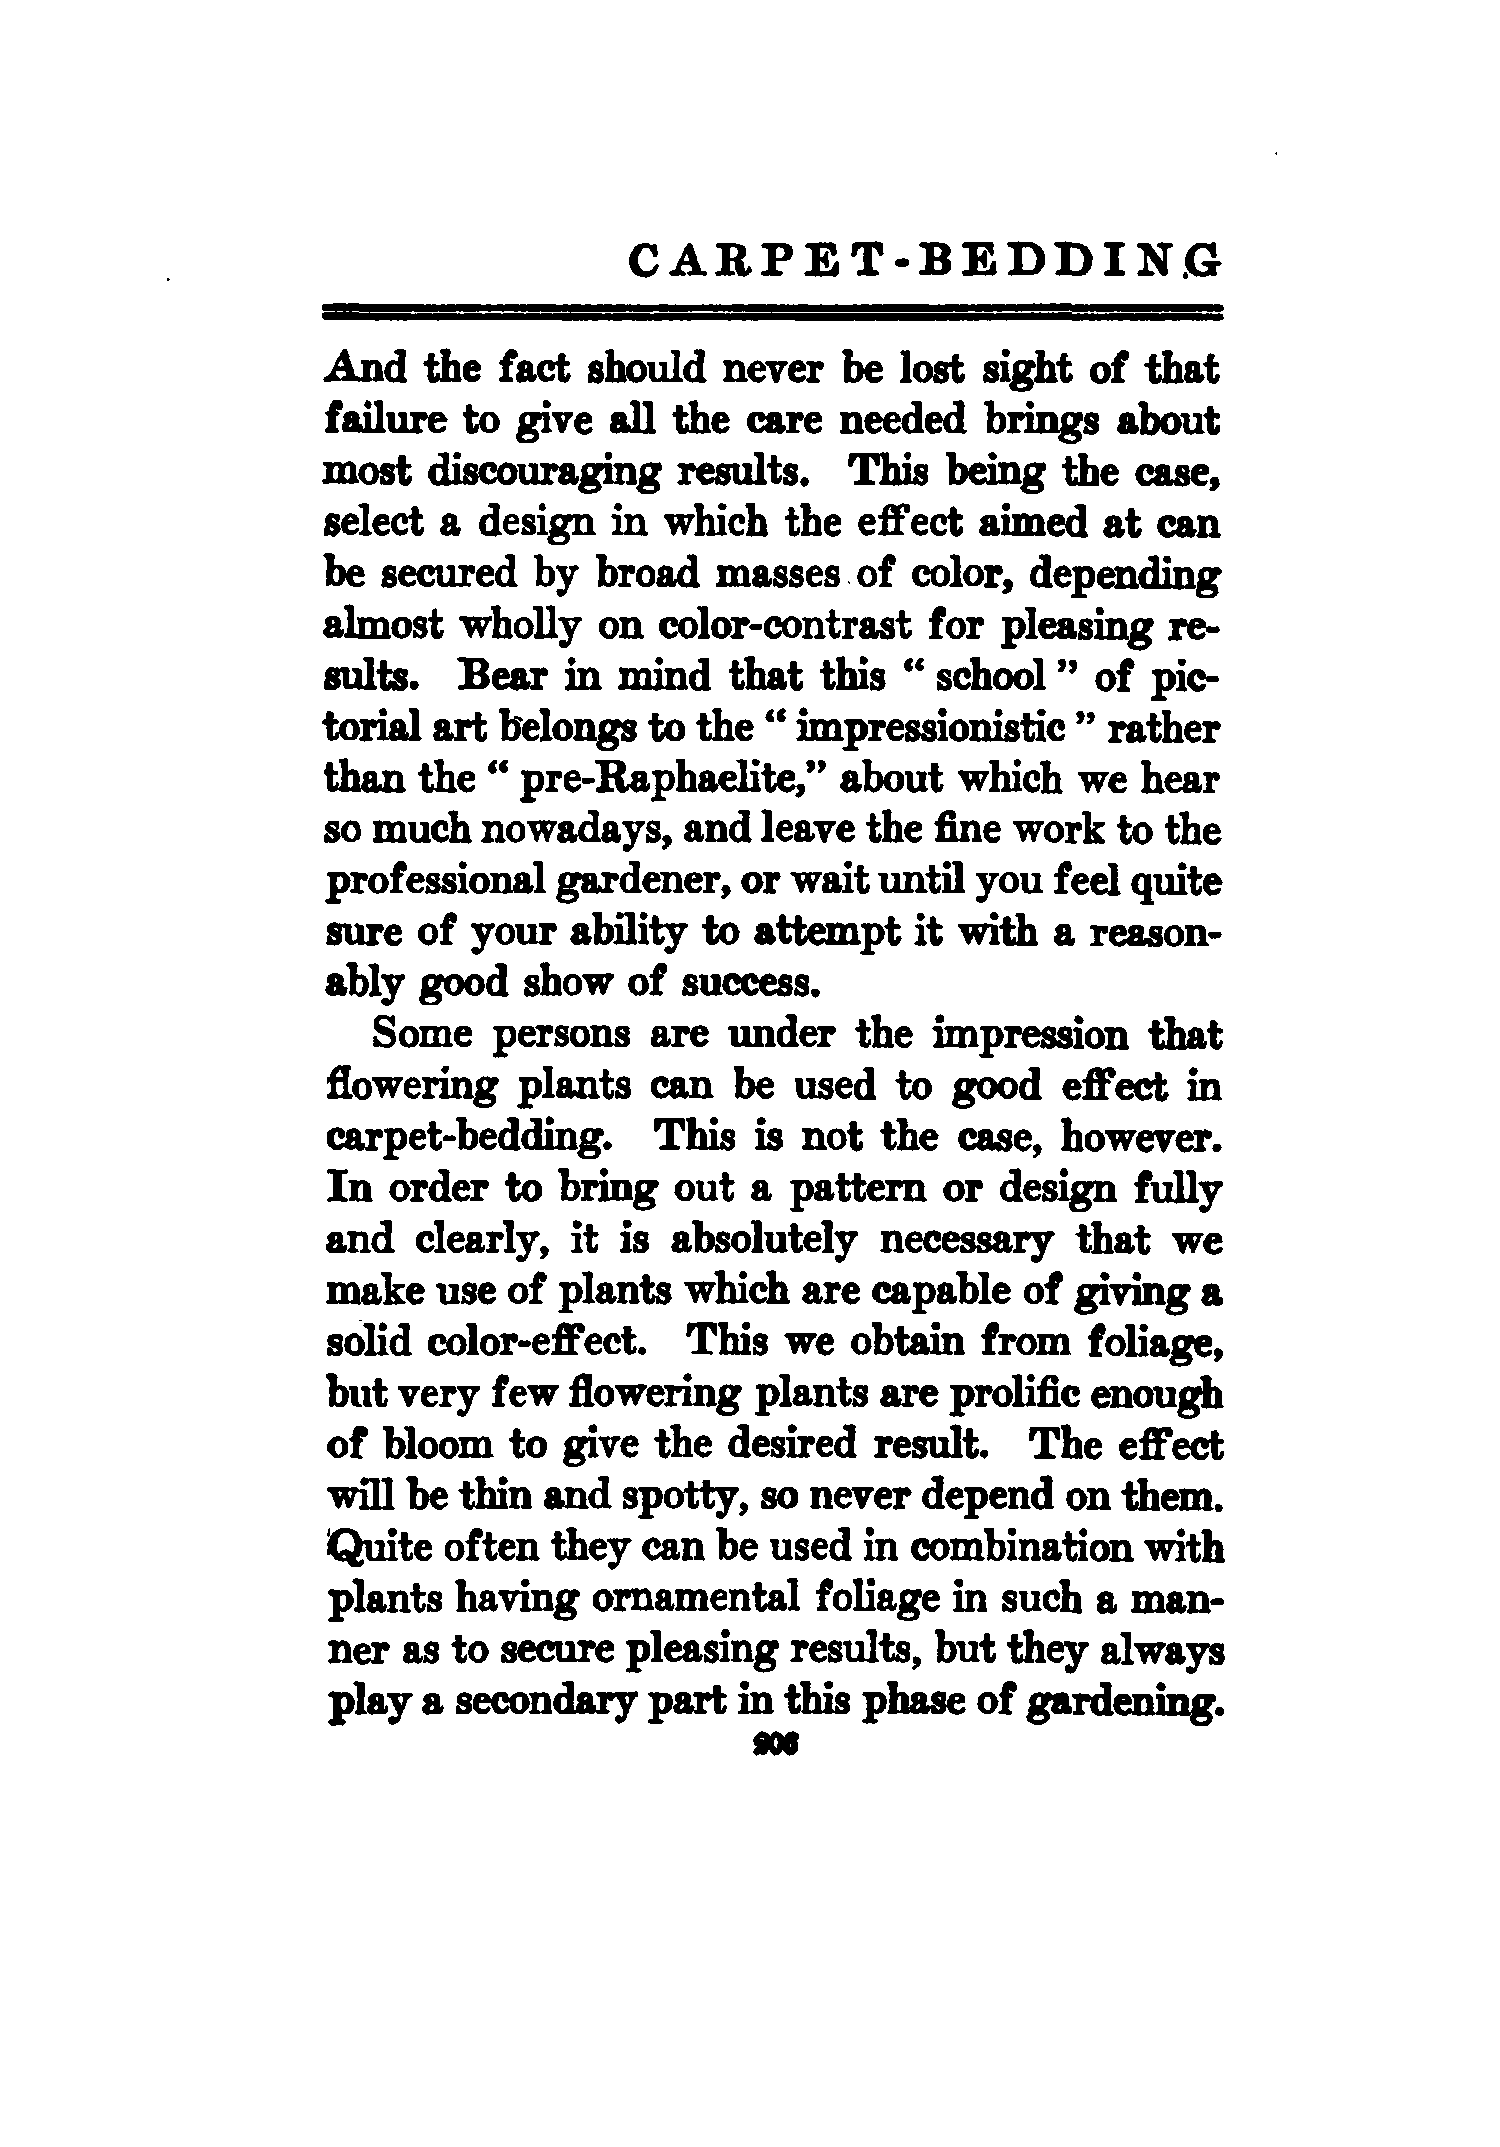 CARPET-BEDDING
And the fact should never be lost sight of that
failure to give all the care needed brings about
most discouraging results. This being the case,
select a design in which the effect aimed at can
be secured by broad masses of color, depending
almost wholly on color-contrast for pleasing re-
sults. Bear in mind that this “ school ” of pic-
torial art belongs to the “ impressionistic ” rather
than the “ pre-Raphaelite,” about which we hear
so much nowadays, and leave the fine work to the
professional gardener, or wait until you feel quite
sure of your ability to attempt it with a reason-
ably good show of success.
Some persons are under the impression that
flowering plants can be used to good effect in
carpet-bedding. This is not the case, however.
In order to bring out a pattern or design fully
and clearly, it is absolutely necessary that we
make use of plants which are capable of giving a
solid color-effect. This we obtain from foliage,
but very few flowering plants are prolific enough
of bloom to give the desired result. The effect
will be thin and spotty, so never depend on them.
Quite often they can be used in combination with
plants having ornamental foliage in such a man-
ner as to secure pleasing results, but they always
play a secondary part in this phase of gardening.